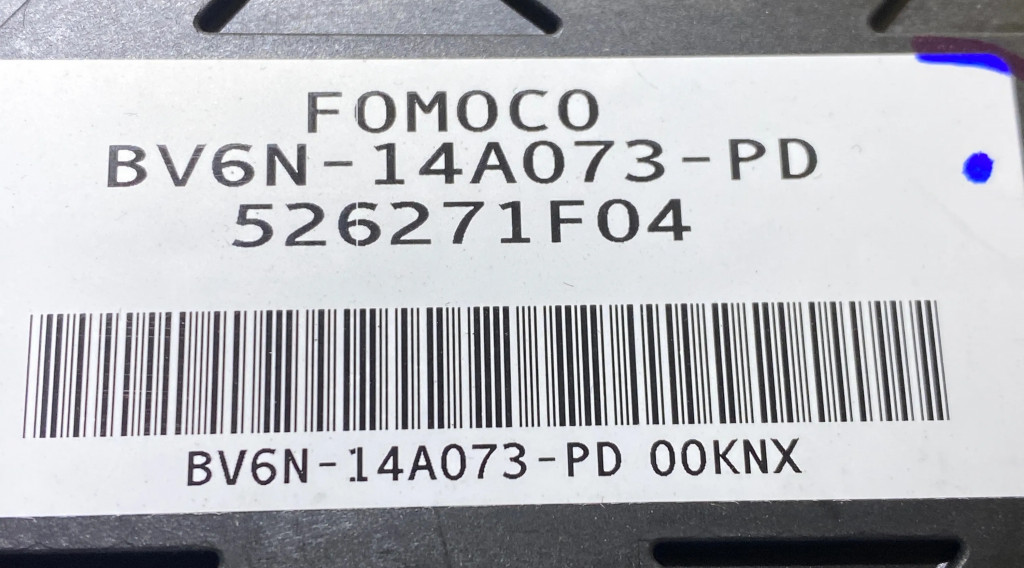 FOMOCO
BV6N-14A073-PD
526271F04
BV6N-14A073-PD 00KNX